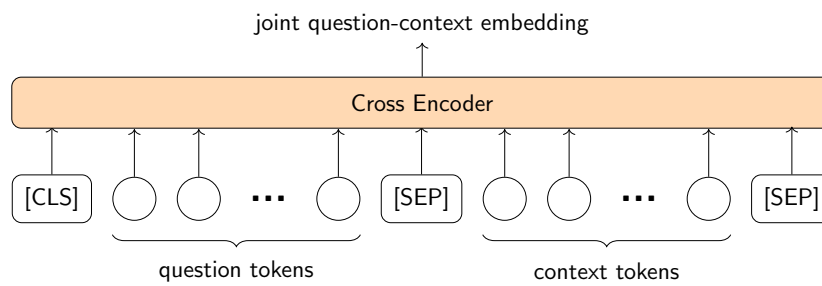 joint question-context embedding
Cross Encoder
[CLS] ... [SEP] ... [SEP]
question tokens context tokens